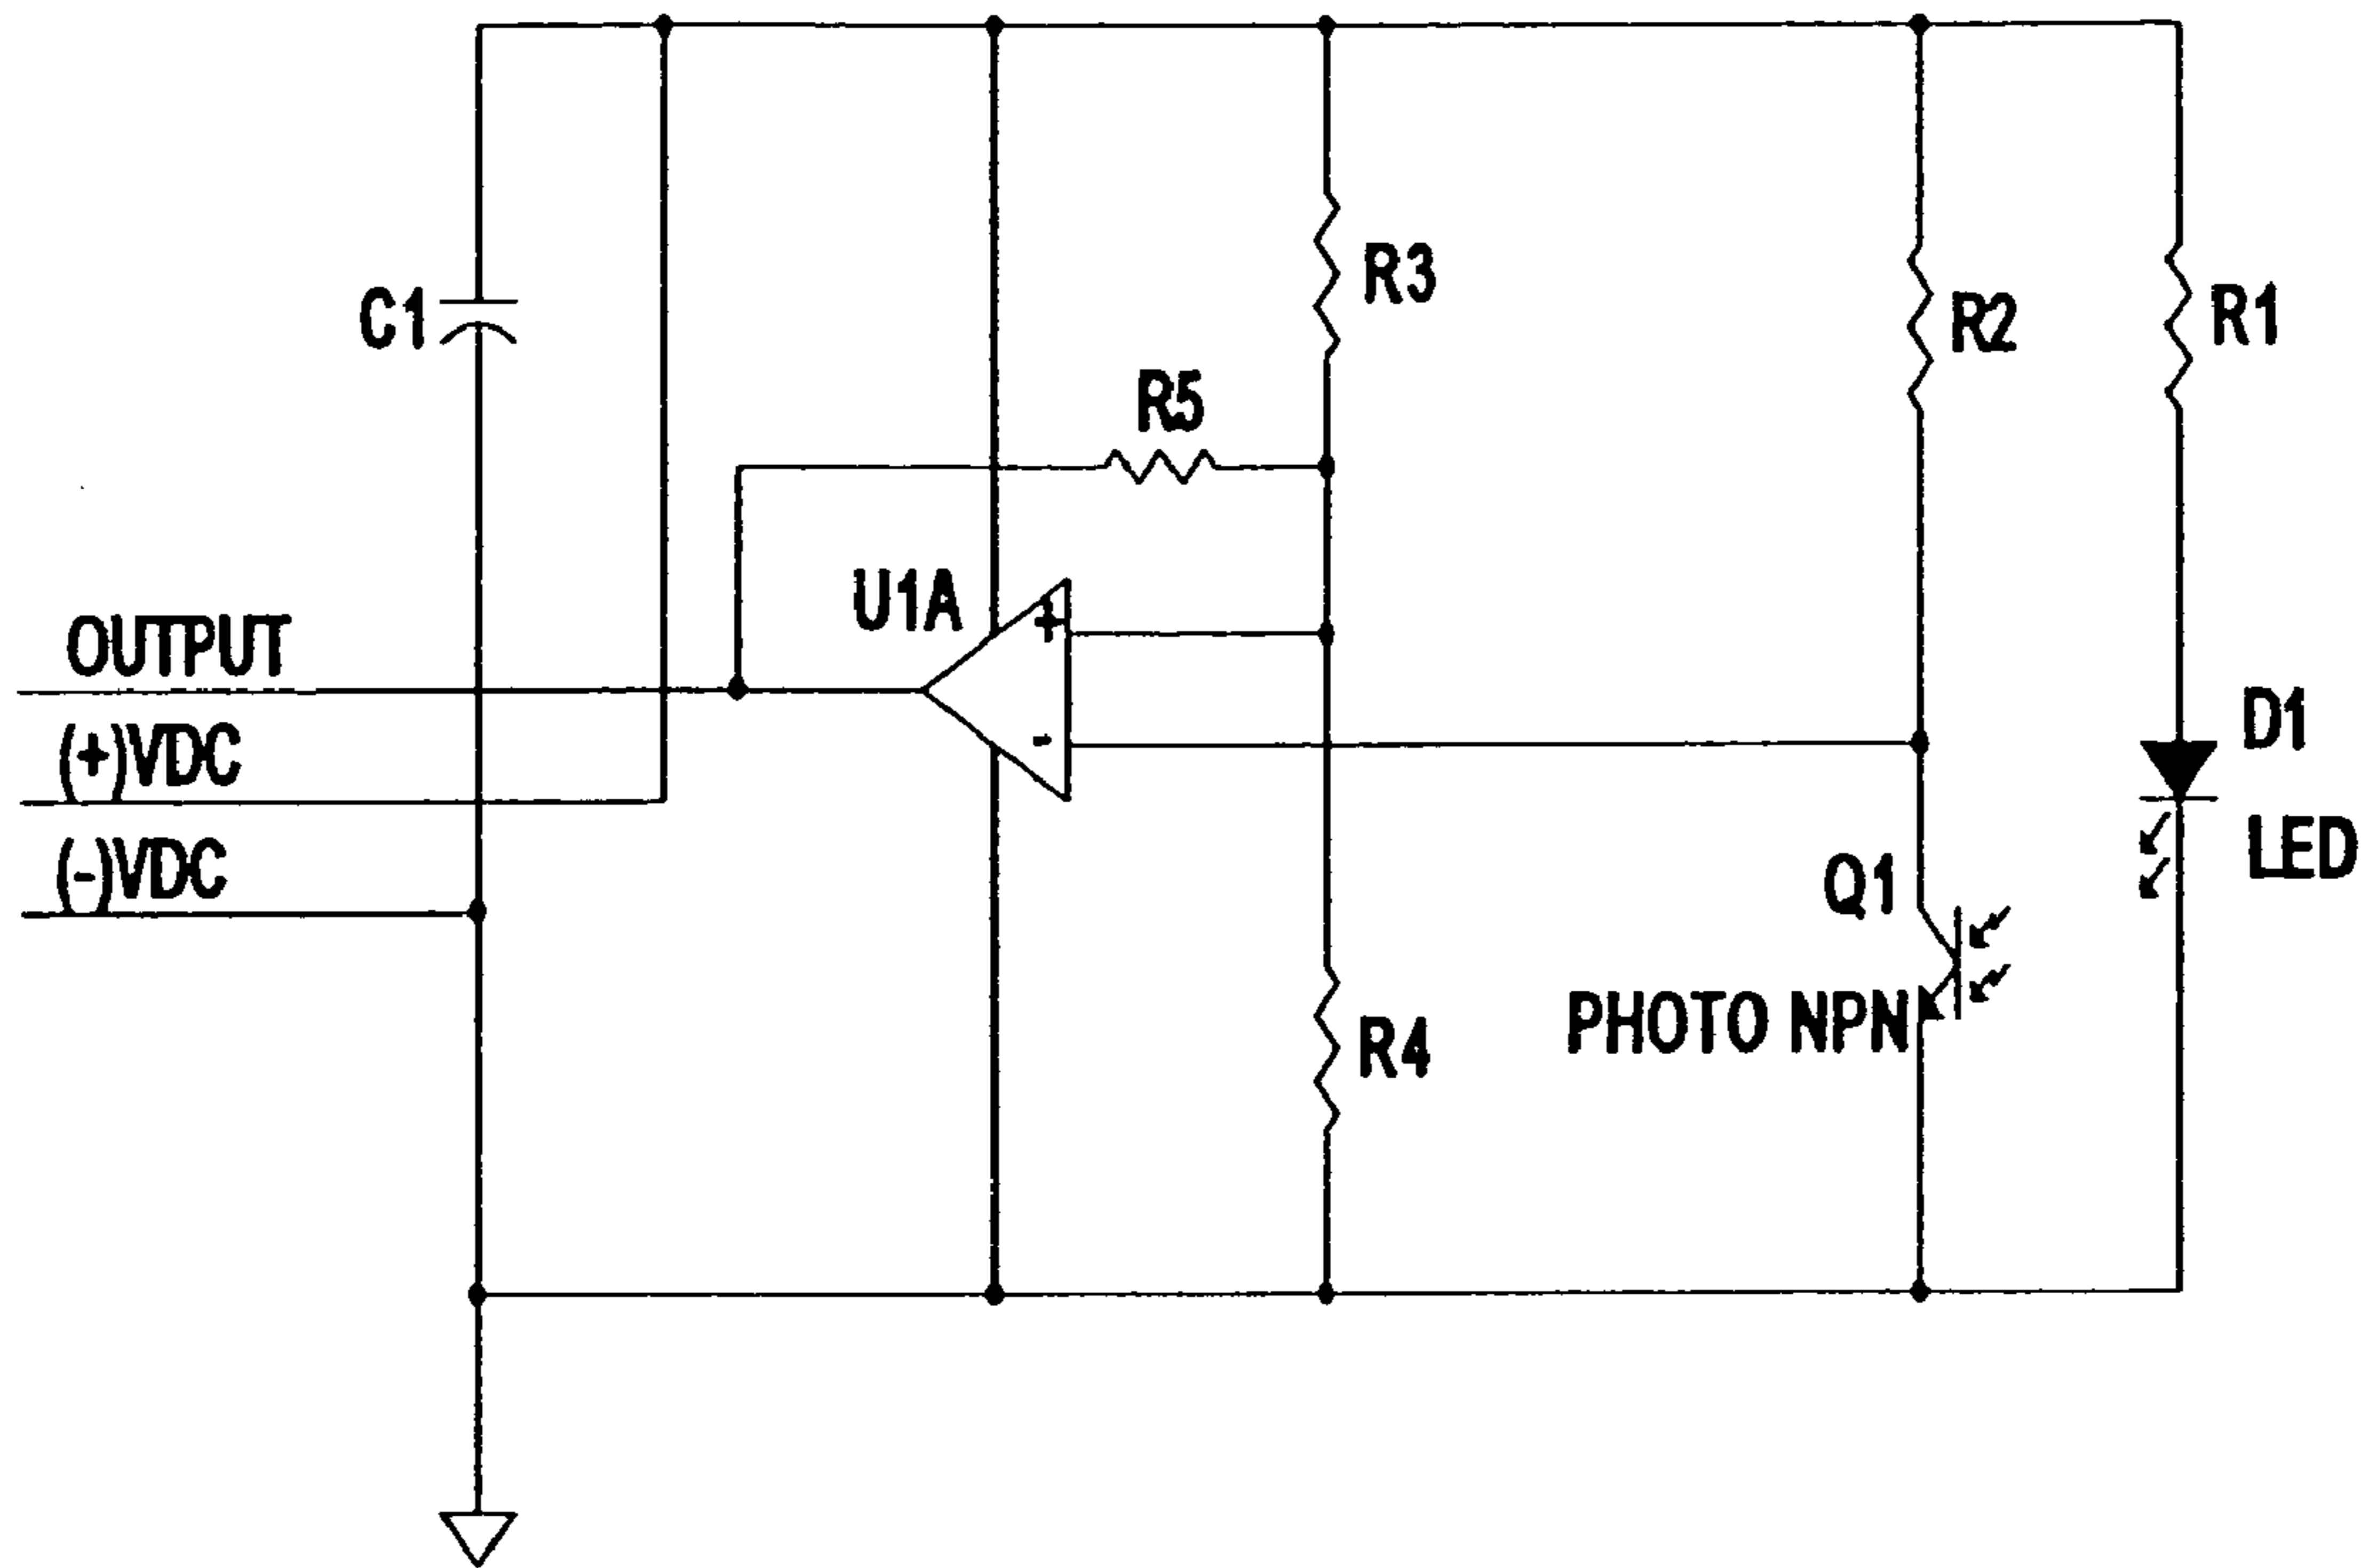 C1
R3
R2
R1
R5
U1A
+
-
OUTPUT
(+)VDC
(-)VDC
D1
LED
Q1
PHOTO NPN
R4